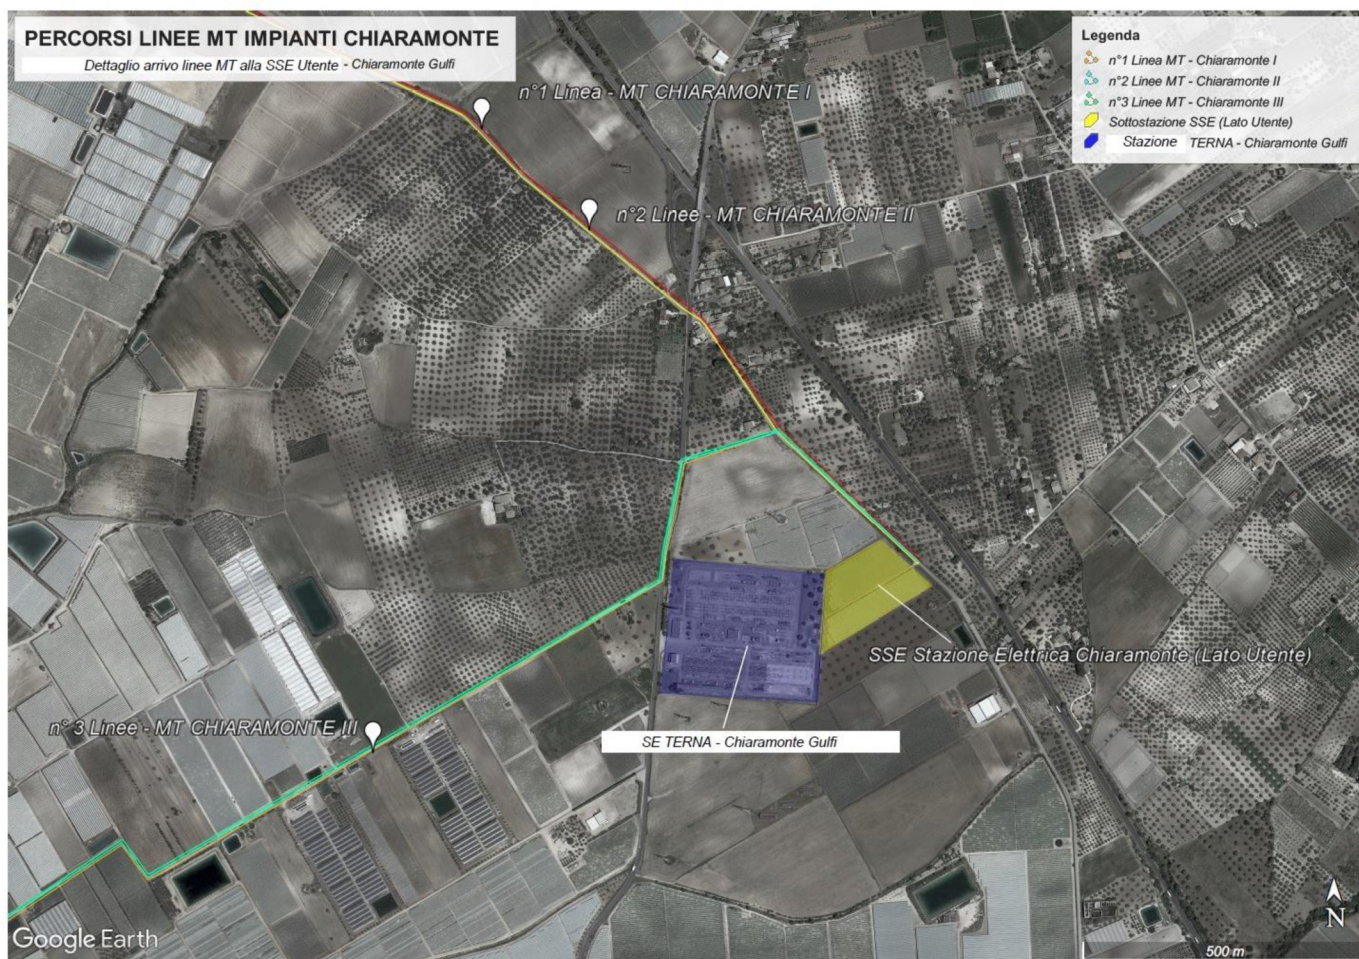 PERCORSI LINEE MT IMPIANTI CHIARAMONTE
Dettaglio arrivo linee MT alla SSE Utente - Chiaramonte Gulfi
Legenda
n°1 Linea MT - Chiaramonte I
n°2 Linee MT - Chiaramonte II
n°3 Linee MT - Chiaramonte III
Sottostazione SSE (Lato Utente)
Stazione TERNA - Chiaramonte Gulfi
n°1 Linea - MT CHIARAMONTE I
n°2 Linee - MT CHIARAMONTE II
SSE Stazione Elettrica Chiaramonte (Lato Utente)
n° 3 Linee - MT CHIARAMONTE III
SE TERNA - Chiaramonte Gulfi
N
Google Earth
500 m